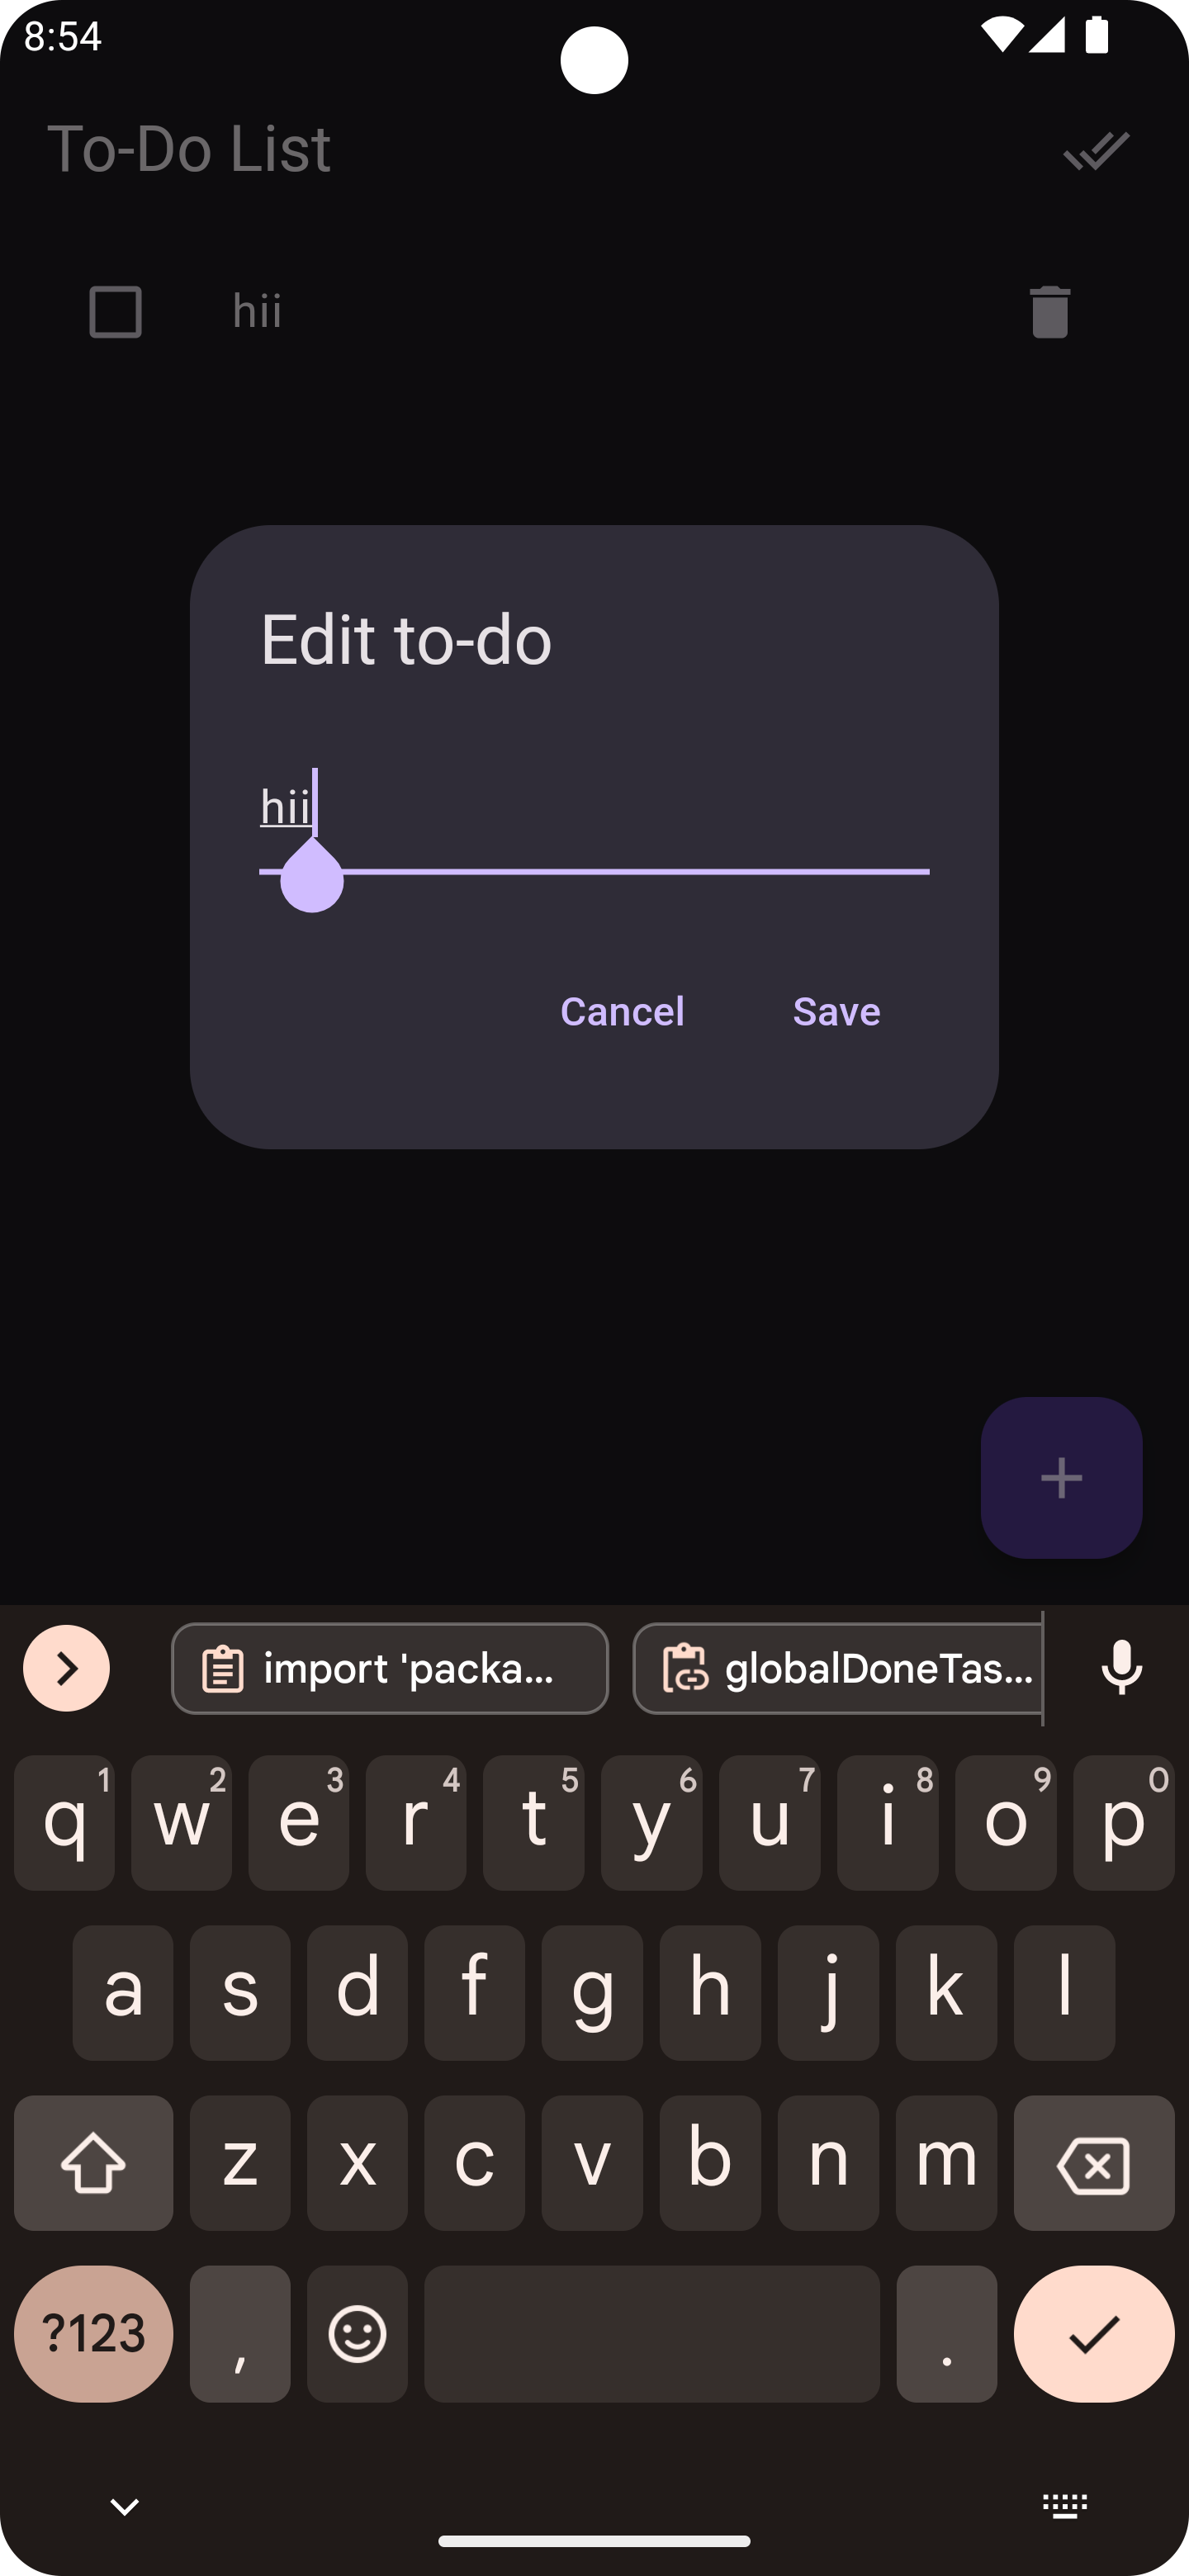 8:54
To-Do List
hii
Edit to-do
hii
Cancel Save
import 'packa... globalDoneTas...
q1 w2 e3 r4 t5 y6 u7 i8 o9 p0
a s d f g h j k l
z x c v b n m
?123 , .